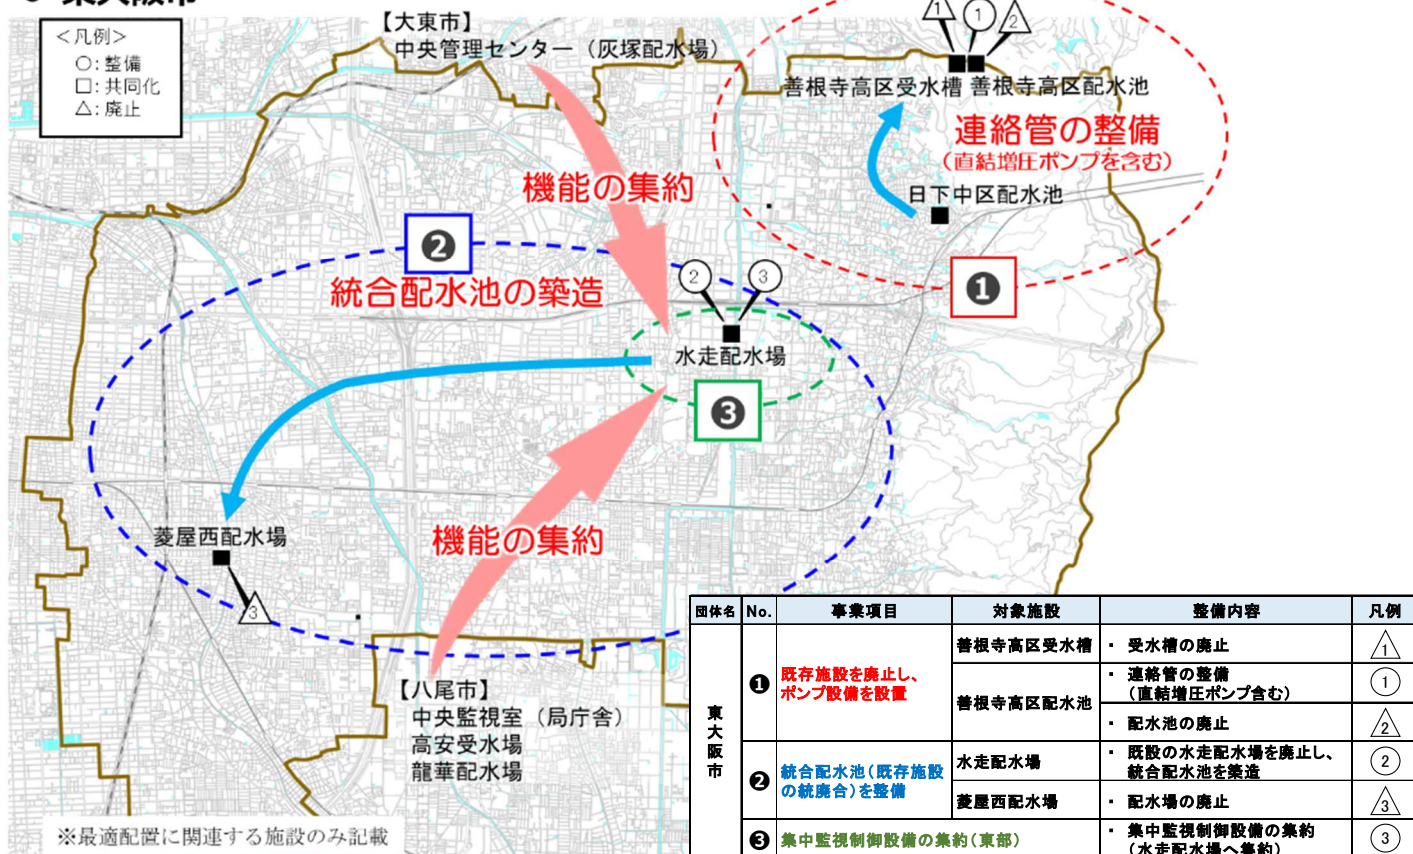 ＜凡例＞
○：整備
□：共同化
△：廃止
【大東市】
中央管理センター（灰塚配水場）
1
1
2
善根寺高区受水槽 善根寺高区配水池
連絡管の整備
（直結増圧ポンプを含む）
日下中区配水池
❶
機能の集約
❷
統合配水池の築造
2
3
水走配水場
❸
菱屋西配水場
3
機能の集約
【八尾市】
中央監視室（局庁舎）
高安受水場
龍華配水場
※最適配置に関連する施設のみ記載
団体名 No. 事業項目 対象施設 整備内容 凡例
東大阪市
❶ 既存施設を廃止し、
ポンプ設備を設置
善根寺高区受水槽 ・ 受水槽の廃止 1
善根寺高区配水池 ・ 連絡管の整備
（直結増圧ポンプ含む） 1
・ 配水池の廃止 2
❷ 統合配水池（既存施設
の統廃合）を整備
水走配水場 ・ 既設の水走配水場を廃止し、
統合配水池を築造 2
菱屋西配水場 ・ 配水場の廃止 3
❸ 集中監視制御設備の集約（東部） ・ 集中監視制御設備の集約
（水走配水場へ集約） 3